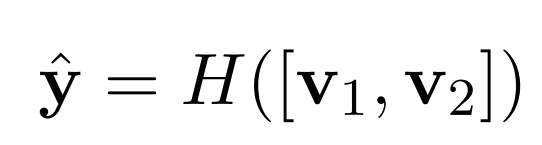 ŷ = H([v₁, v₂])